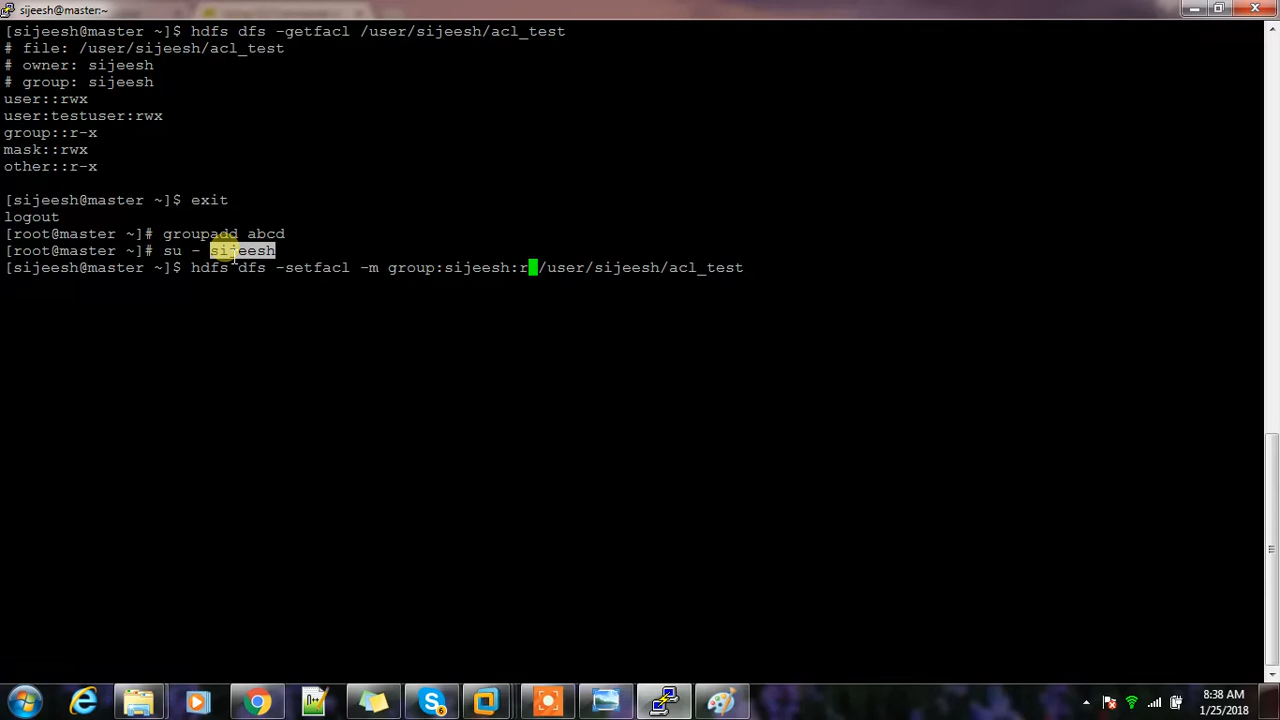 sijeesh@master:~
[sijeesh@master ~]$ hdfs dfs -getfacl /user/sijeesh/acl_test
# file: /user/sijeesh/acl_test
# owner: sijeesh
# group: sijeesh
user::rwx
user:testuser:rwx
group::r-x
mask::rwx
other::r-x
[sijeesh@master ~]$ exit
logout
[root@master ~]# groupadd abcd
[root@master ~]# su - sijeesh
[sijeesh@master ~]$ hdfs dfs -setfacl -m group:sijeesh:r /user/sijeesh/acl_test
8:38 AM
1/25/2018